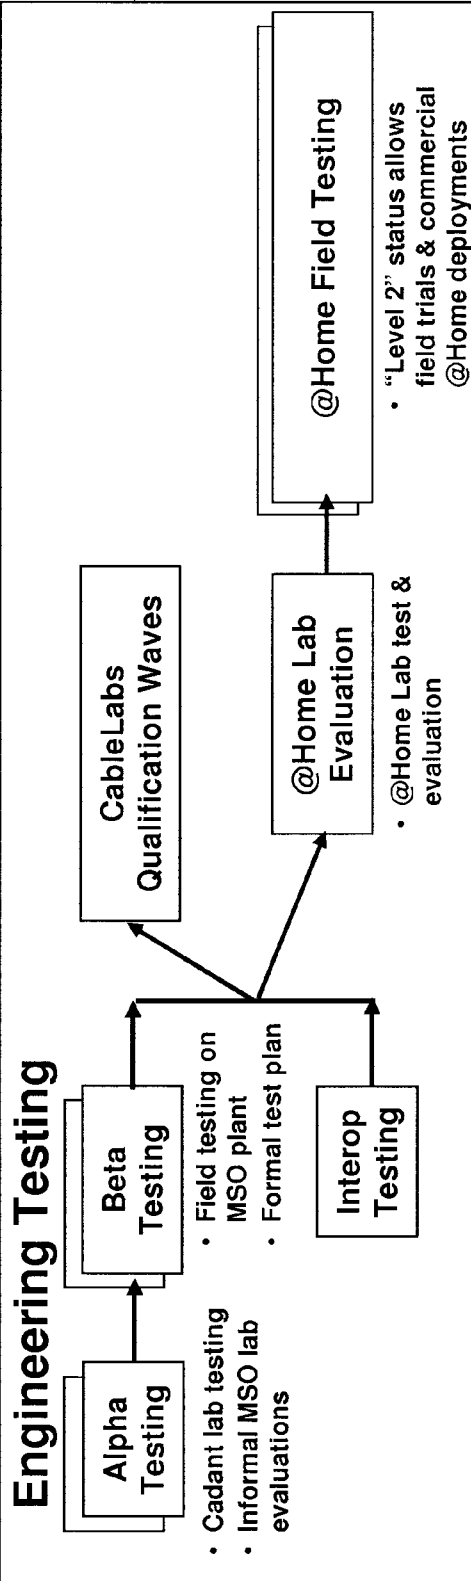 Engineering Testing
Alpha
Testing
• Cadant lab testing
• Informal MSO lab
evaluations
Beta
Testing
• Field testing on
MSO plant
• Formal test plan
Interop
Testing
CableLabs
Qualification Waves
@Home Lab
Evaluation
• @Home Lab test &
evaluation
@Home Field Testing
• “Level 2” status allows
field trials & commercial
@Home deployments